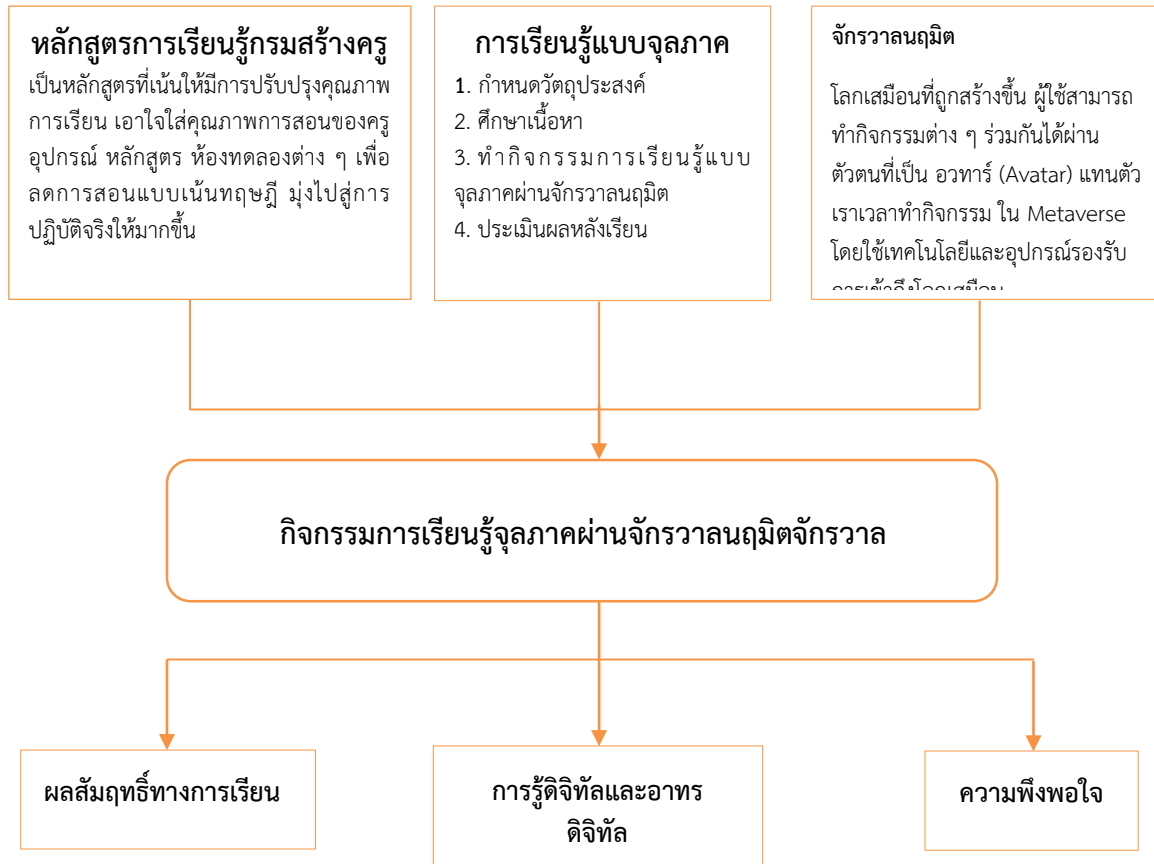 หลักสูตรการเรียนรู้กรมสร้างครู
เป็นหลักสูตรที่เน้นให้มีการปรับปรุงคุณภาพ
การเรียน เอาใจใส่คุณภาพการสอนของครู
อุปกรณ์ หลักสูตร ห้องทดลองต่าง ๆ เพื่อ
ลดการสอนแบบเน้นทฤษฎี มุ่งไปสู่การ
ปฏิบัติจริงให้มากขึ้น
การเรียนรู้แบบจุลภาค
1. กำหนดวัตถุประสงค์
2. ศึกษาเนื้อหา
3. ทำกิจกรรมการเรียนรู้แบบ
จุลภาคผ่านจักรวาลนฤมิต
4. ประเมินผลหลังเรียน
จักรวาลนฤมิต
โลกเสมือนที่ถูกสร้างขึ้น ผู้ใช้สามารถ
ทำกิจกรรมต่าง ๆ ร่วมกันได้ผ่าน
ตัวตนที่เป็น อวทาร์ (Avatar) แทนตัว
เราเวลาทำกิจกรรม ใน Metaverse
โดยใช้เทคโนโลยีและอุปกรณ์รองรับ
การเข้าถึงโลกเสมือน
กิจกรรมการเรียนรู้จุลภาคผ่านจักรวาลนฤมิตจักรวาล
ผลสัมฤทธิ์ทางการเรียน
การรู้ดิจิทัลและอาทร
ดิจิทัล
ความพึงพอใจ